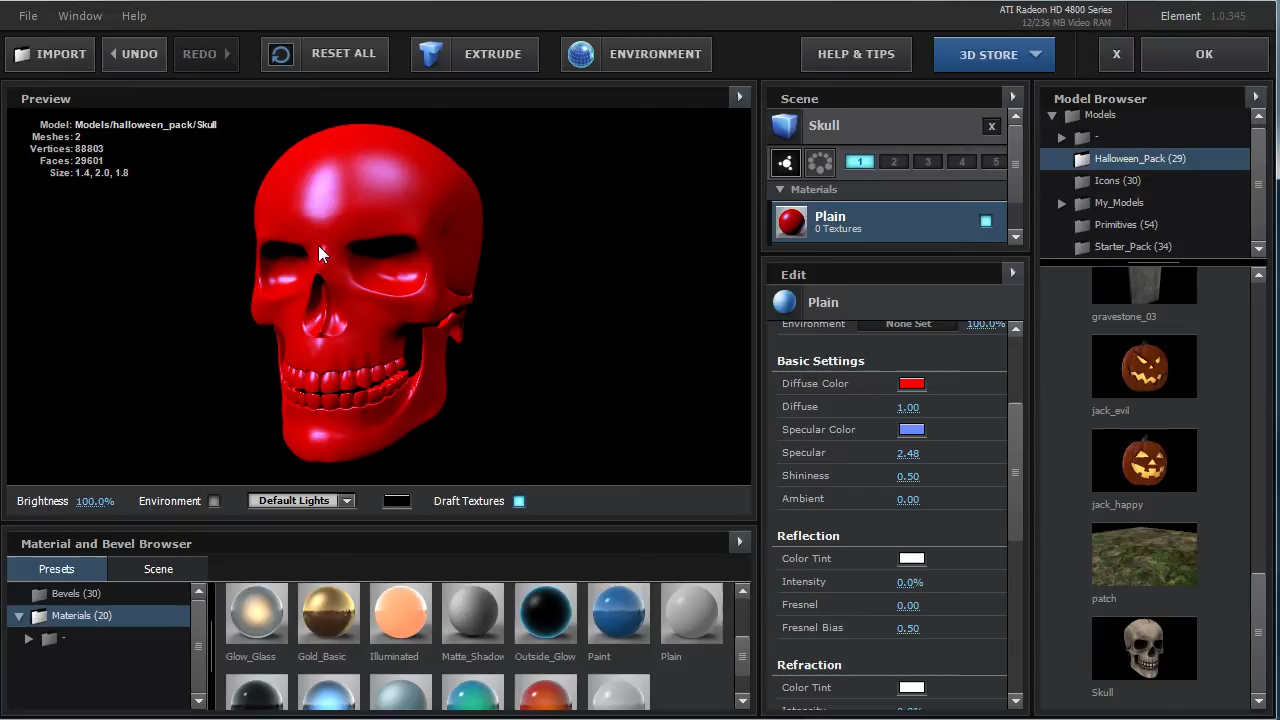 File Window Help
ATI Radeon HD 4800 Series
12/236 MB Video RAM
Element 1.0.345
IMPORT UNDO REDO RESET ALL EXTRUDE ENVIRONMENT HELP & TIPS 3D STORE X OK
Preview
Model: Models/halloween_pack/Skull
Meshes: 2
Vertices: 88803
Faces: 29601
Size: 1.4, 2.0, 1.8
Brightness 100.0% Environment Default Lights Draft Textures
Material and Bevel Browser
Presets Scene
Bevels (30)
Materials (20)
-
Glow_Glass Gold_Basic Illuminated Matte_Shadow Outside_Glow Paint Plain
Scene
Skull X
1 2 3 4 5
Materials
Plain
0 Textures
Edit
Plain
Environment None Set 100.0%
Basic Settings
Diffuse Color
Diffuse 1.00
Specular Color
Specular 2.48
Shininess 0.50
Ambient 0.00
Reflection
Color Tint
Intensity 0.0%
Fresnel 0.00
Fresnel Bias 0.50
Refraction
Color Tint
Model Browser
Models
-
Halloween_Pack (29)
Icons (30)
My_Models
Primitives (54)
Starter_Pack (34)
gravestone_03
jack_evil
jack_happy
patch
Skull